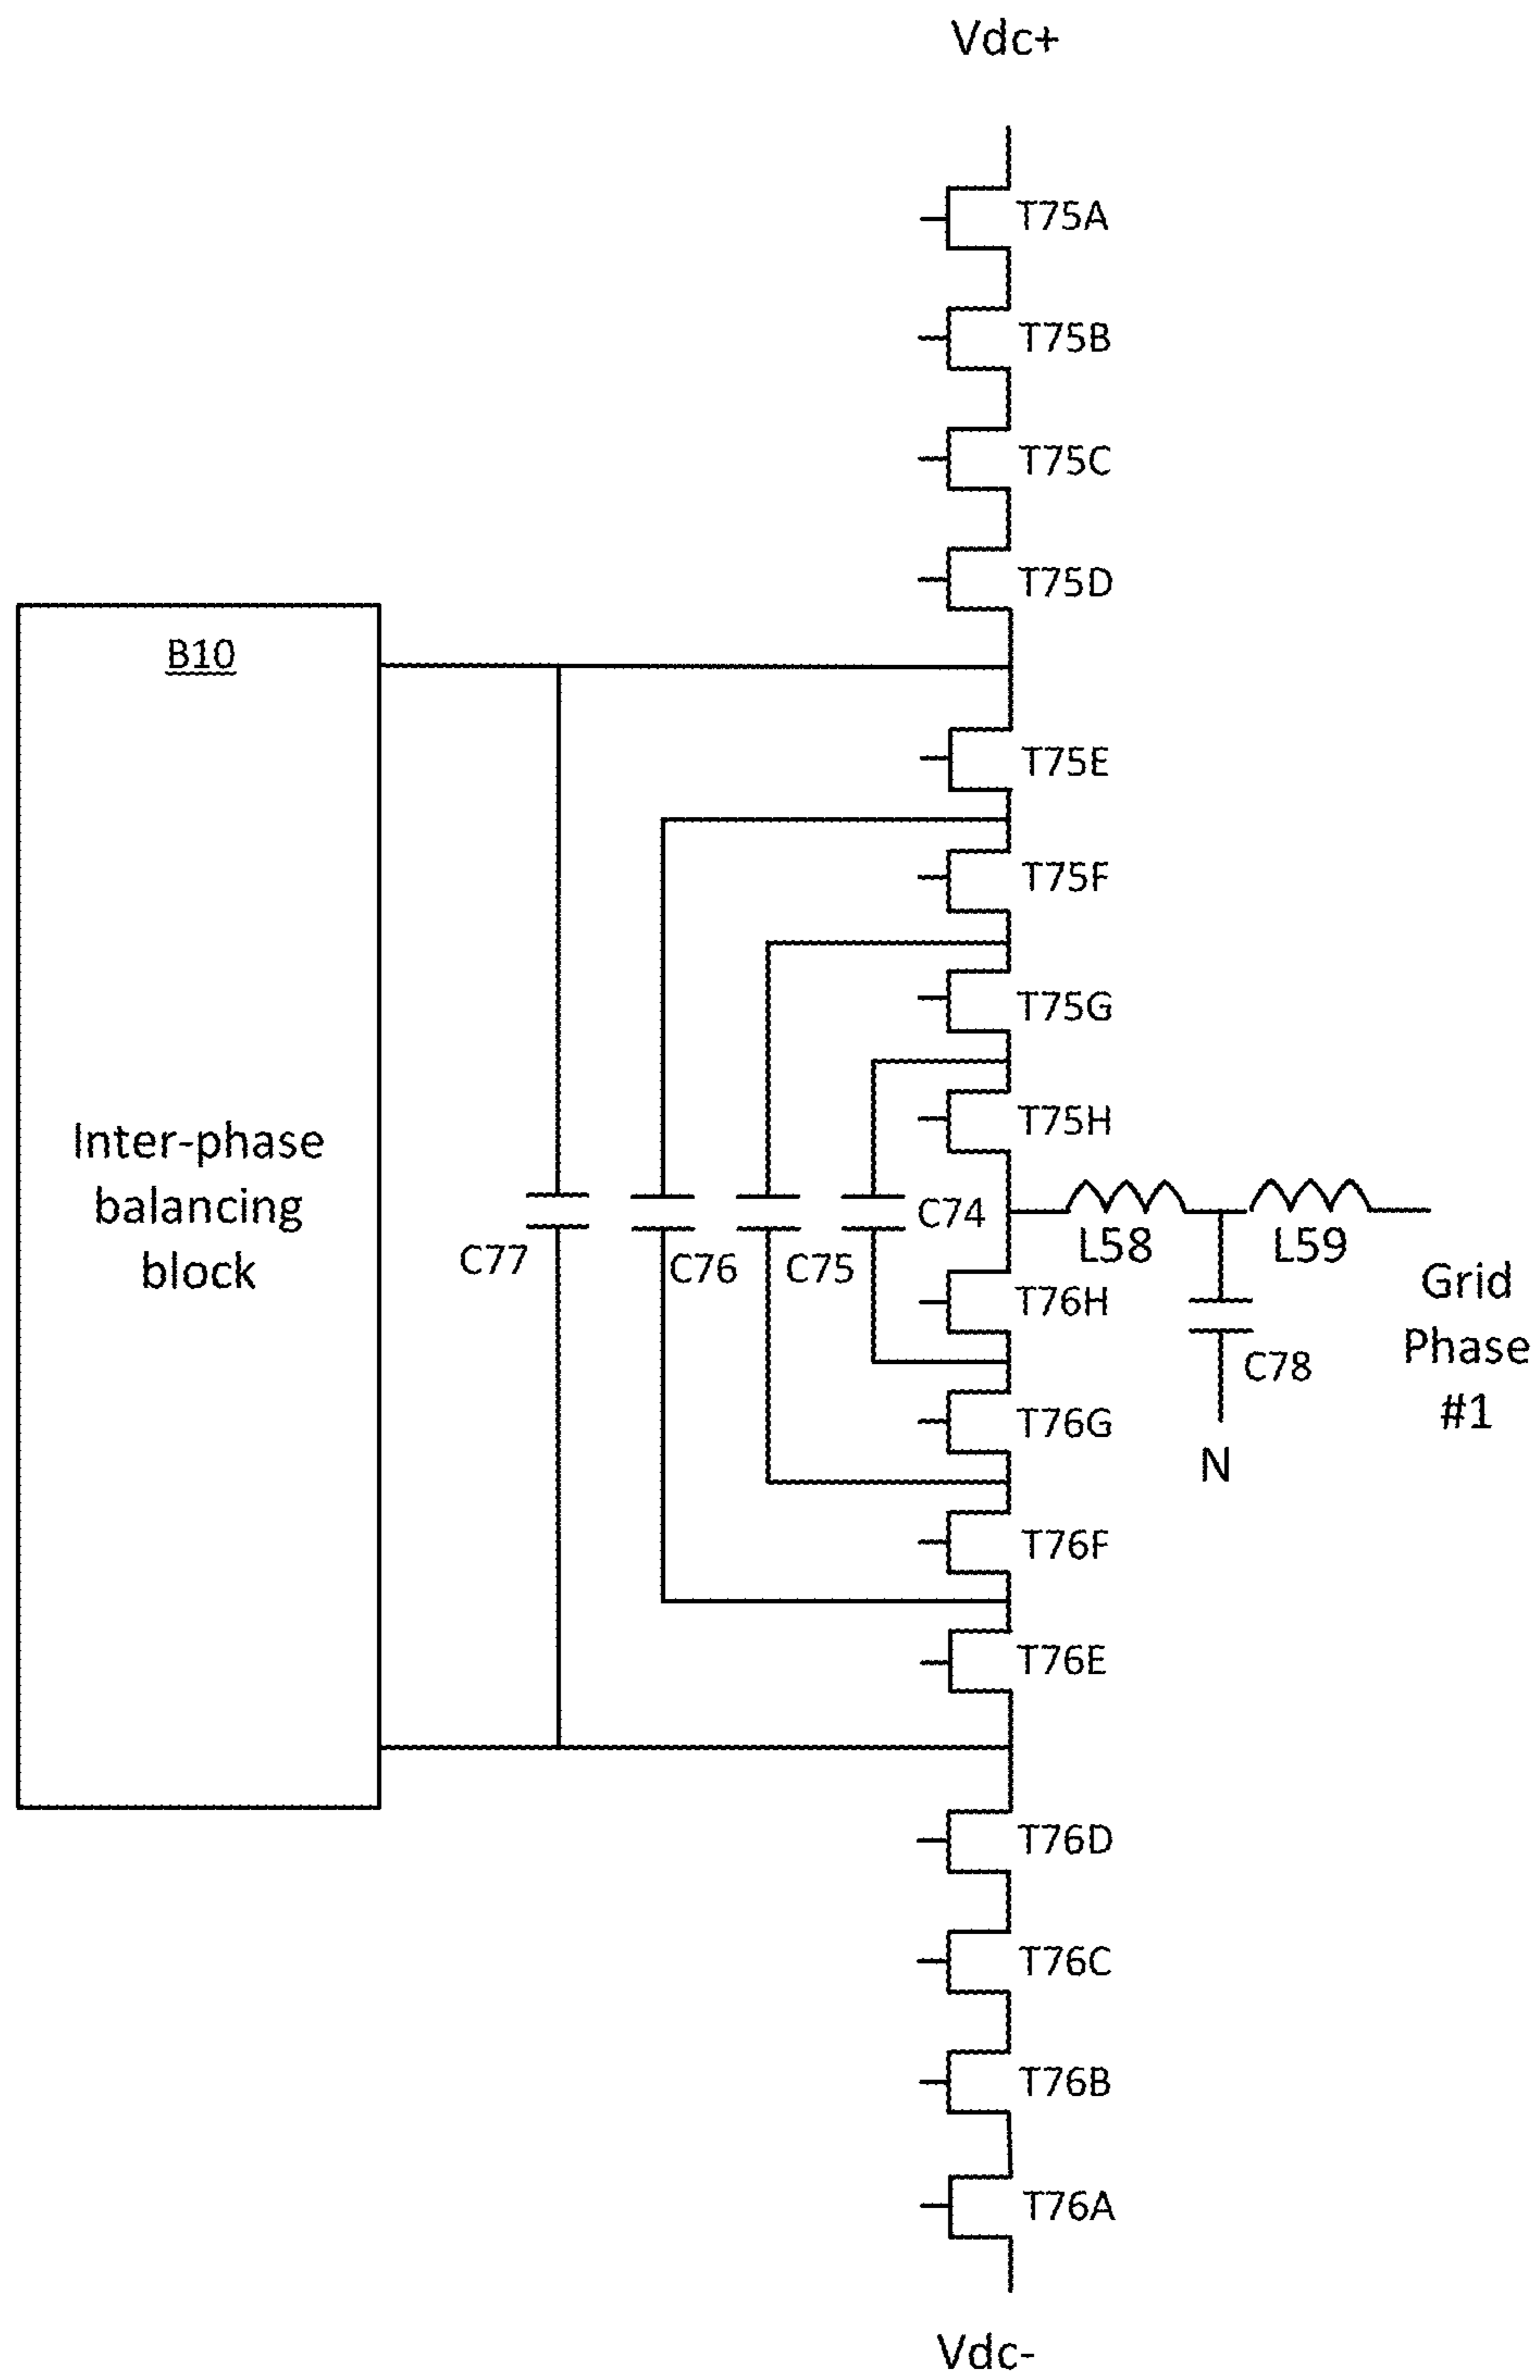 Vdc+
T75A
T75B
T75C
T75D
B10
T75E
T75F
T75G
T75H
Inter-phase
balancing
block
C77
C76
C75
C74
L58
L59
Grid
Phase
#1
T76H
C78
N
T76G
T76F
T76E
T76D
T76C
T76B
T76A
Vdc-